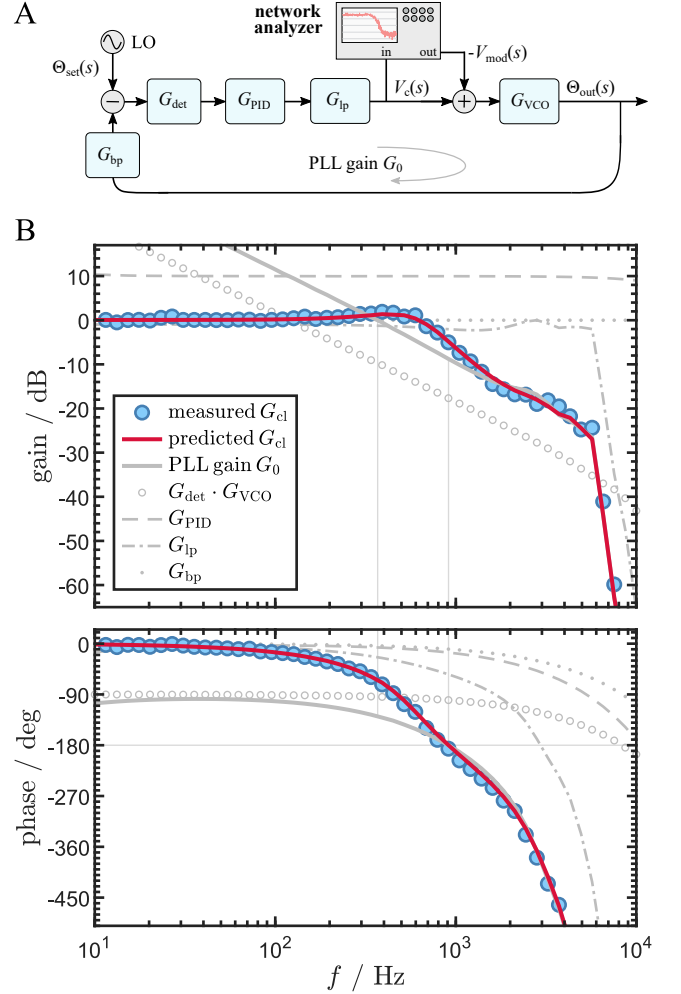 A
network
analyzer
LO
in
out
Θset(s)
-Vmod(s)
Vc(s)
Θout(s)
−
Gdet
GPID
Glp
+
GVCO
Gbp
PLL gain G0
B
gain / dB
10
0
-10
-20
-30
-40
-50
-60
measured Gcl
predicted Gcl
PLL gain G0
Gdet · GVCO
GPID
Glp
Gbp
phase / deg
0
-90
-180
-270
-360
-450
10^1
10^2
10^3
10^4
f / Hz